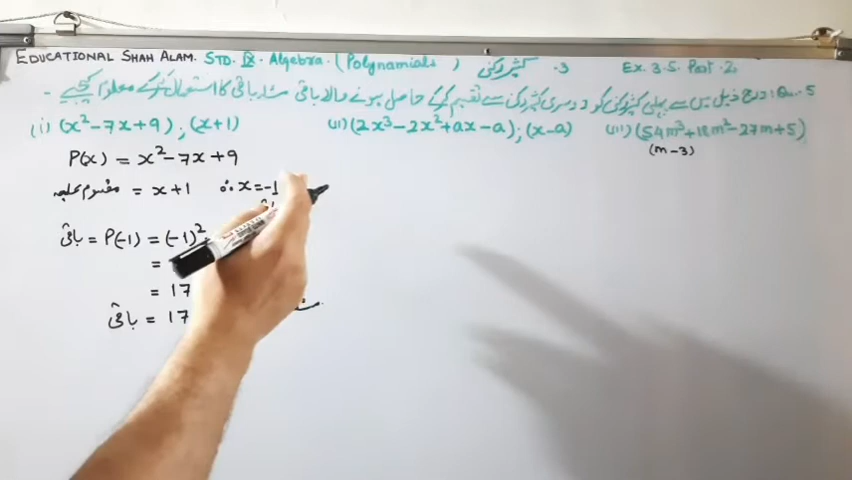 EDUCATIONAL SHAH ALAM. STD. IX. Algebra. (Polynamials) کثیر رکنی .3 Ex. 3.5. Part. 2.
Qu. 5 : درج ذیل میں سے پہلی کثیر رکنی کو دوسری کثیر رکنی سے تقسیم کر کے حاصل ہونے والا باقی مسئلہ باقی کا استعمال کر کے معلوم کیجیے -
(i) (x² - 7x + 9) ; (x + 1) (ii) (2x³ - 2x² + ax - a) ; (x - a) (iii) (54m³ + 18m² - 27m + 5)
(m - 3)
P(x) = x² - 7x + 9
مقسوم علیہ = x + 1 ∴ x = -1
باقی = P(-1) = (-1)²
=
= 17
باقی = 17